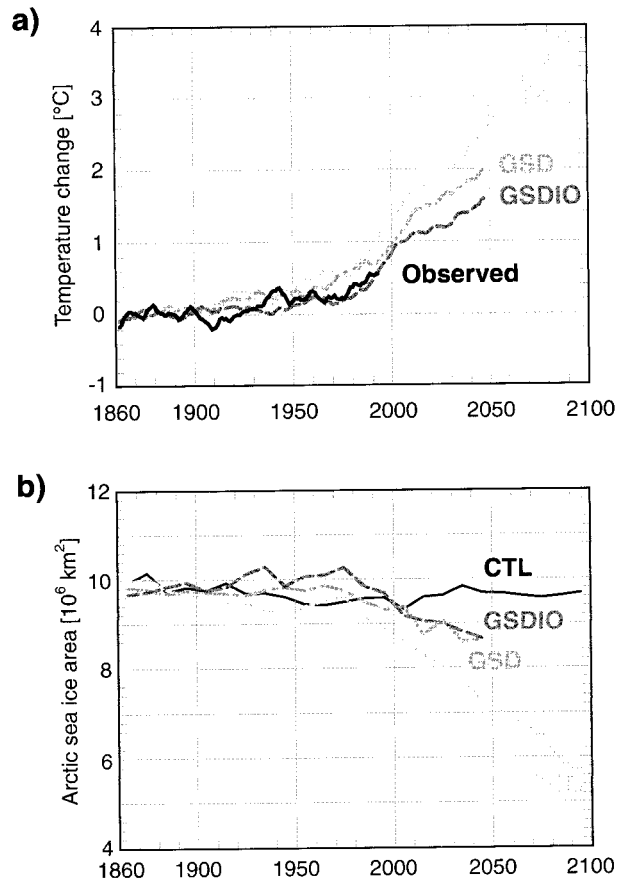 a)
4
3
2
1
0
-1
Temperature change [°C]
GSD
GSDIO
Observed
1860 1900 1950 2000 2050 2100
b)
12
10
8
6
4
Arctic sea ice area [10⁶ km²]
CTL
GSDIO
GSD
1860 1900 1950 2000 2050 2100